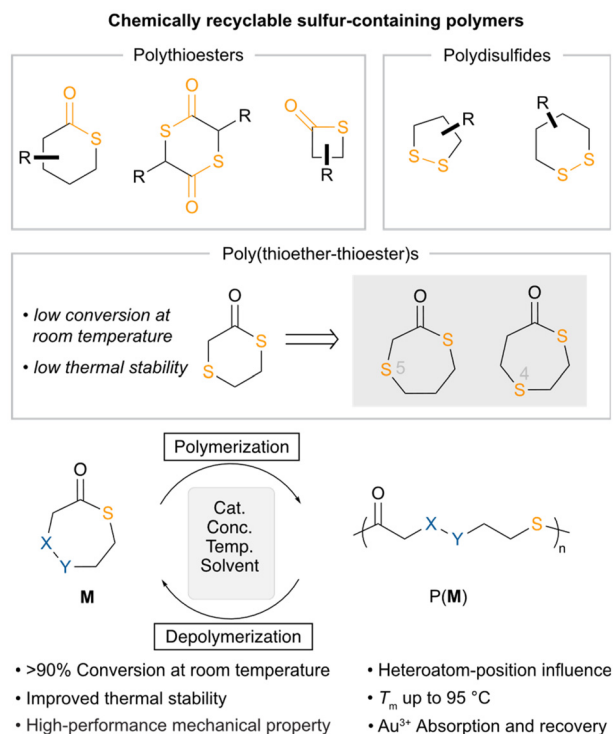 Chemically recyclable sulfur-containing polymers
Polythioesters
Polydisulfides
O
S
R
O
S
R
R
S
O
O
S
R
R
S
S
R
S
S
Poly(thioether-thioester)s
• low conversion at
room temperature
• low thermal stability
O
S
S
O
S
S
5
O
S
S
4
Polymerization
O
S
X
Y
M
Cat.
Conc.
Temp.
Solvent
O
X
Y
S
n
P(M)
Depolymerization
• >90% Conversion at room temperature
• Improved thermal stability
• High-performance mechanical property
• Heteroatom-position influence
• Tm up to 95 °C
• Au3+ Absorption and recovery